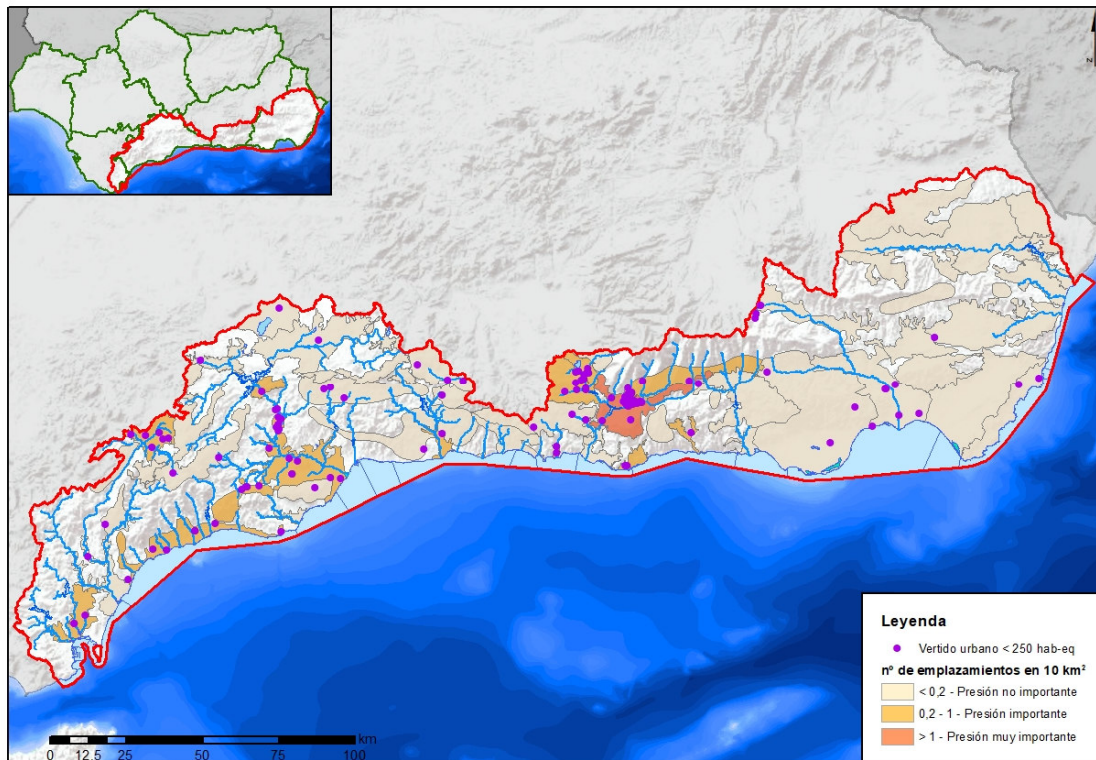 N
Leyenda
Vertido urbano < 250 hab-eq
nº de emplazamientos en 10 km²
< 0,2 - Presión no importante
0,2 - 1 - Presión importante
> 1 - Presión muy importante
km
0 12,5 25 50 75 100